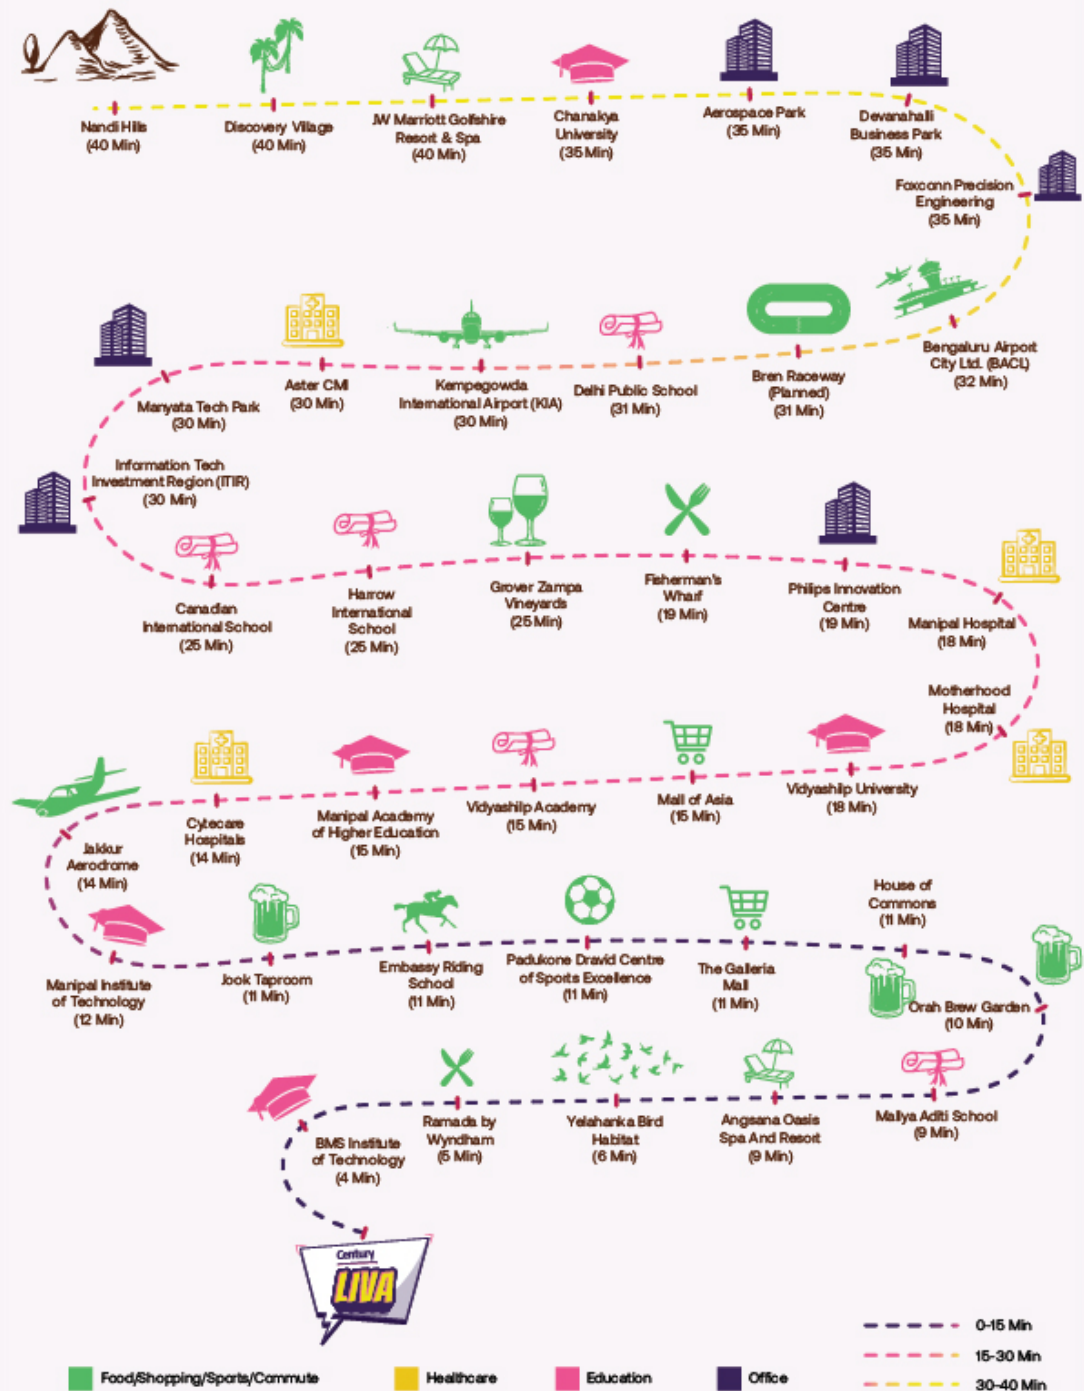 Nandi Hills
(40 Min)
Discovery Village
(40 Min)
JW Marriott Golfshire
Resort & Spa
(40 Min)
Chanakya
University
(35 Min)
Aerospace Park
(35 Min)
Devanahalli
Business Park
(35 Min)
Foxconn Precision
Engineering
(35 Min)
Manyata Tech Park
(30 Min)
Aster CMI
(30 Min)
Kempegowda
International Airport (KIA)
(30 Min)
Delhi Public School
(31 Min)
Bren Raceway
(Planned)
(31 Min)
Bengaluru Airport
City Ltd. (BACL)
(32 Min)
Information Tech
Investment Region (ITIR)
(30 Min)
Canadian
International School
(25 Min)
Harrow
International
School
(25 Min)
Grover Zampa
Vineyards
(25 Min)
Fisherman's
Wharf
(19 Min)
Philips Innovation
Centre
(19 Min)
Manipal Hospital
(18 Min)
Motherhood
Hospital
(18 Min)
Jakkur
Aerodrome
(14 Min)
Cytecare
Hospitals
(14 Min)
Manipal Academy
of Higher Education
(15 Min)
Vidyashilp Academy
(15 Min)
Mall of Asia
(15 Min)
Vidyashilp University
(18 Min)
Manipal Institute
of Technology
(12 Min)
Jook Taproom
(11 Min)
Embassy Riding
School
(11 Min)
Padukone Dravid Centre
of Sports Excellence
(11 Min)
The Galleria
Mall
(11 Min)
House of
Commons
(11 Min)
Orah Brew Garden
(10 Min)
BMS Institute
of Technology
(4 Min)
Ramada by
Wyndham
(5 Min)
Yelahanka Bird
Habitat
(6 Min)
Angsana Oasis
Spa And Resort
(9 Min)
Mallya Aditi School
(9 Min)
Century
LIVA
0-15 Min
15-30 Min
30-40 Min
Food/Shopping/Sports/Commute
Healthcare
Education
Office